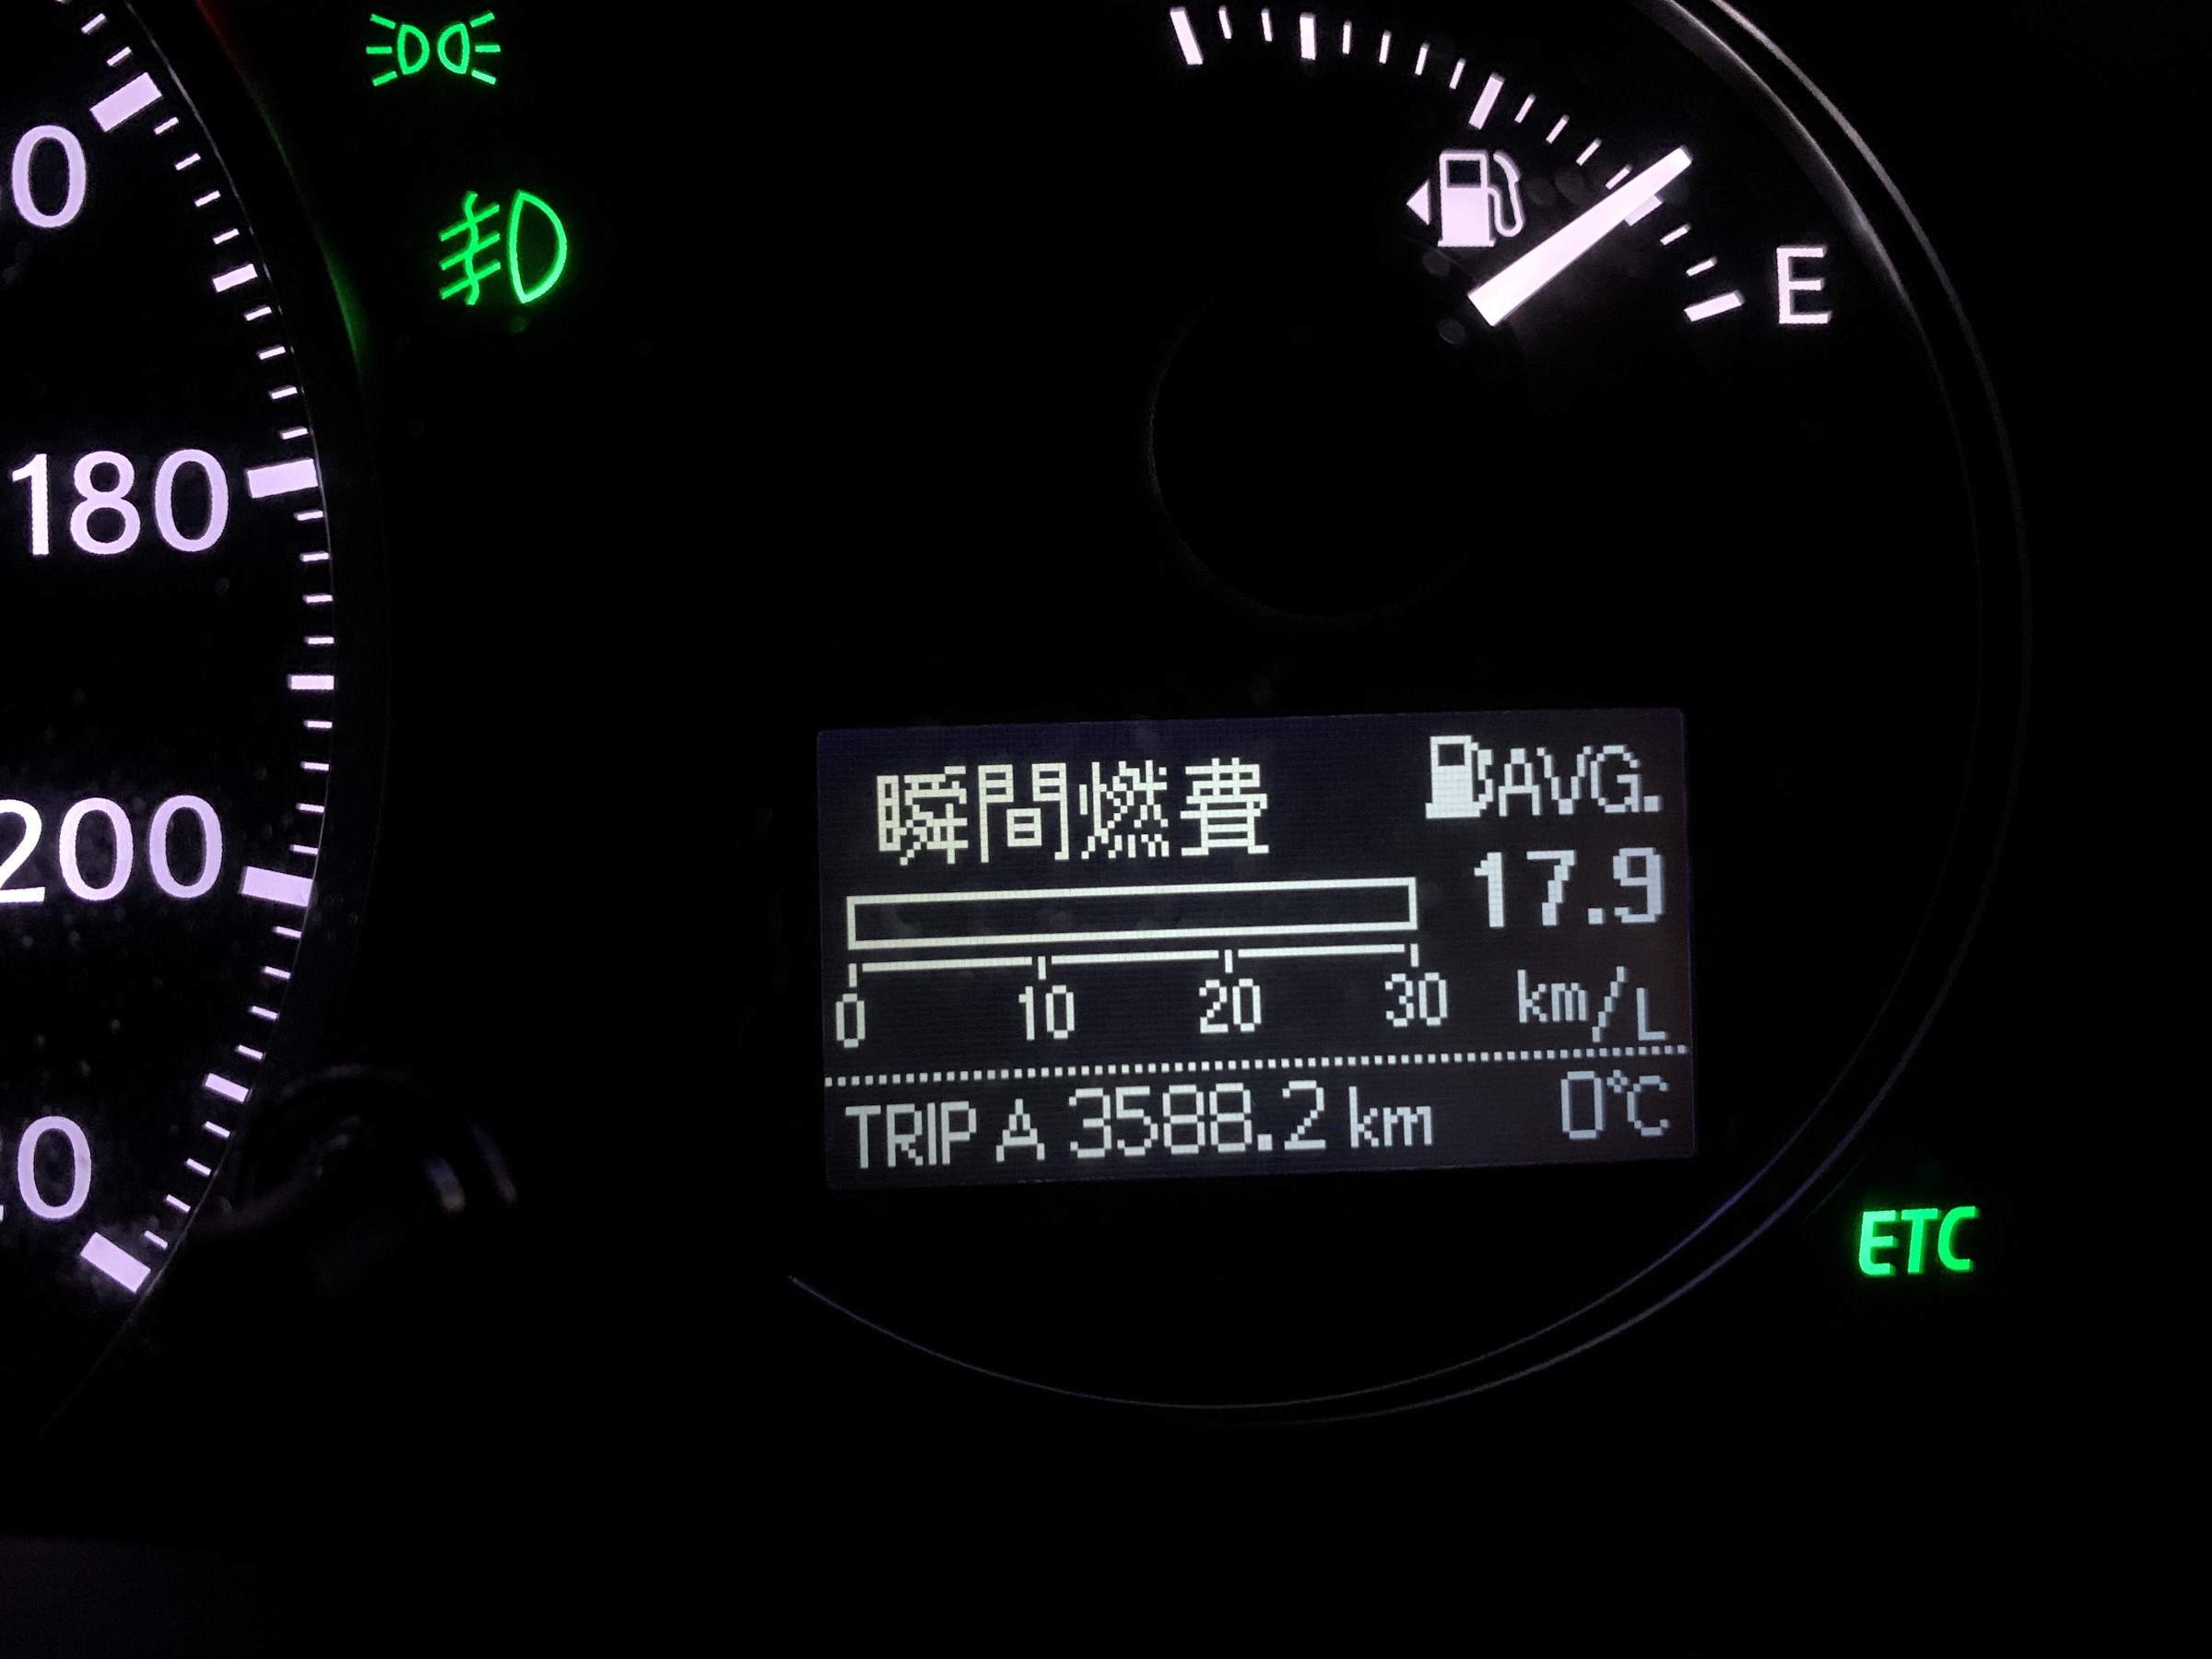 180
200
E
瞬間燃費
AVG.
17.9
km/L
0 10 20 30
TRIP A 3588.2 km 0℃
ETC